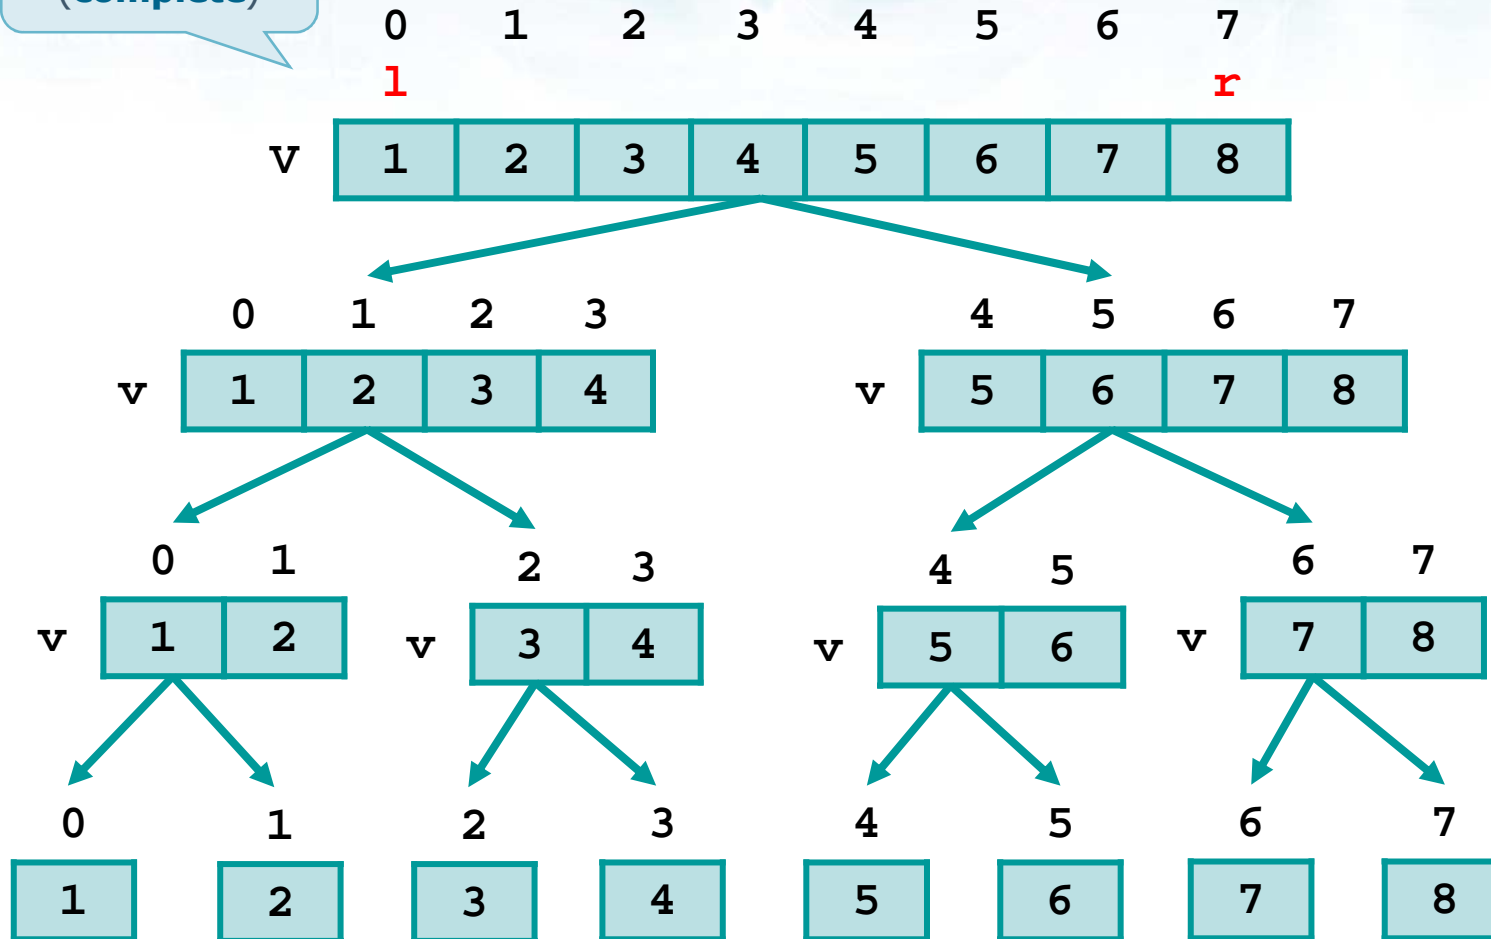 (complete)
0 1 2 3 4 5 6 7
l r
v 1 2 3 4 5 6 7 8
0 1 2 3 4 5 6 7
v 1 2 3 4 v 5 6 7 8
0 1 2 3 4 5 6 7
v 1 2 v 3 4 v 5 6 v 7 8
0 1 2 3 4 5 6 7
1 2 3 4 5 6 7 8